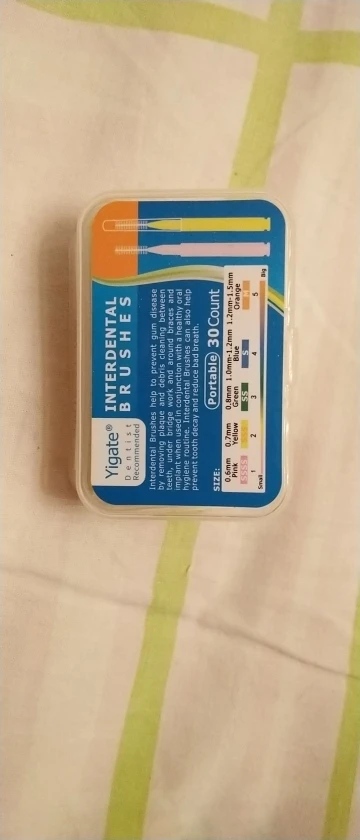 Yigate®
Dentist
Recommended
INTERDENTAL
BRUSHES
Interdental Brushes help to prevent gum disease
by removing plaque and debris cleaning between
teeth, under bridge work and around braces and
implant when used in conjunction with a healthy oral
hygiene routine. Interdental Brushes can also help
prevent tooth decay and reduce bad breath.
Portable 30 Count
SIZE:
0.6mm 0.7mm 0.8mm 1.0mm-1.2mm 1.2mm-1.5mm
Pink Yellow Green Blue Orange
SSSS SS S
1 2 3 4 5
Small Big